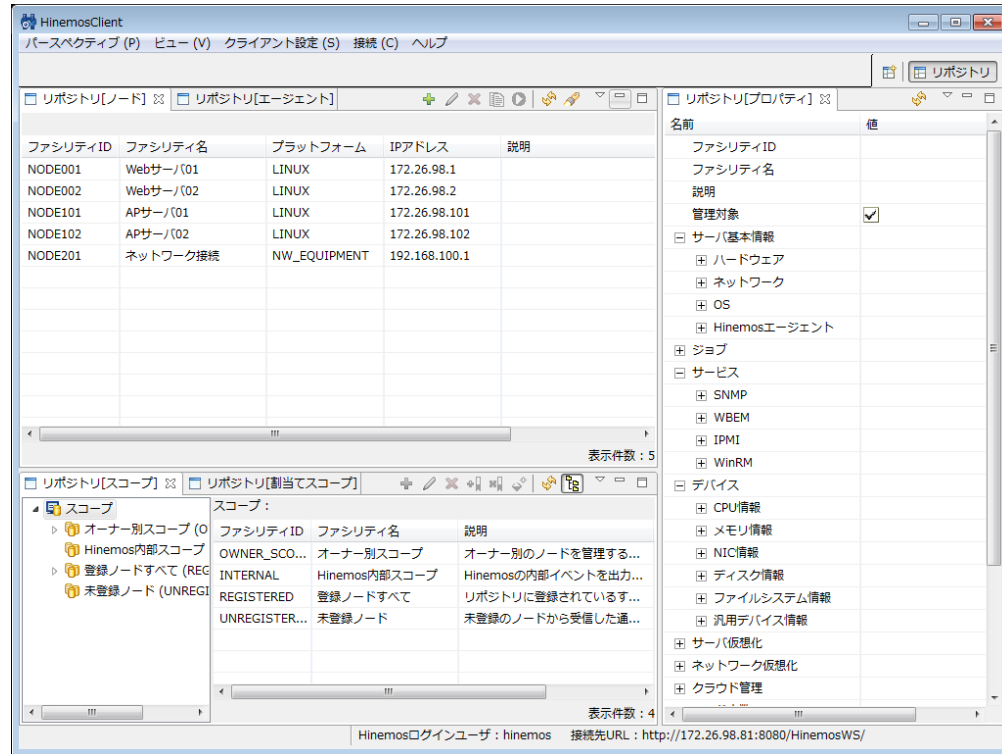 HinemosClient
パースペクティブ (P) ビュー (V) クライアント設定 (S) 接続 (C) ヘルプ
リポジトリ
リポジトリ[ノード] リポジトリ[エージェント]
ファシリティID ファシリティ名 プラットフォーム IPアドレス 説明
NODE001 Webサーバ01 LINUX 172.26.98.1
NODE002 Webサーバ02 LINUX 172.26.98.2
NODE101 APサーバ01 LINUX 172.26.98.101
NODE102 APサーバ02 LINUX 172.26.98.102
NODE201 ネットワーク接続 NW_EQUIPMENT 192.168.100.1
表示件数：5
リポジトリ[スコープ] リポジトリ[割当てスコープ]
スコープ
オーナー別スコープ (O
Hinemos内部スコープ
登録ノードすべて (REG
未登録ノード (UNREGI
スコープ：
ファシリティID ファシリティ名 説明
OWNER_SCO... オーナー別スコープ オーナー別のノードを管理する...
INTERNAL Hinemos内部スコープ Hinemosの内部イベントを出力...
REGISTERED 登録ノードすべて リポジトリに登録されているす...
UNREGISTER... 未登録ノード 未登録のノードから受信した通...
表示件数：4
リポジトリ[プロパティ]
名前 値
ファシリティID
ファシリティ名
説明
管理対象
サーバ基本情報
ハードウェア
ネットワーク
OS
Hinemosエージェント
ジョブ
サービス
SNMP
WBEM
IPMI
WinRM
デバイス
CPU情報
メモリ情報
NIC情報
ディスク情報
ファイルシステム情報
汎用デバイス情報
サーバ仮想化
ネットワーク仮想化
クラウド管理
Hinemosログインユーザ：hinemos 接続先URL：http://172.26.98.81:8080/HinemosWS/